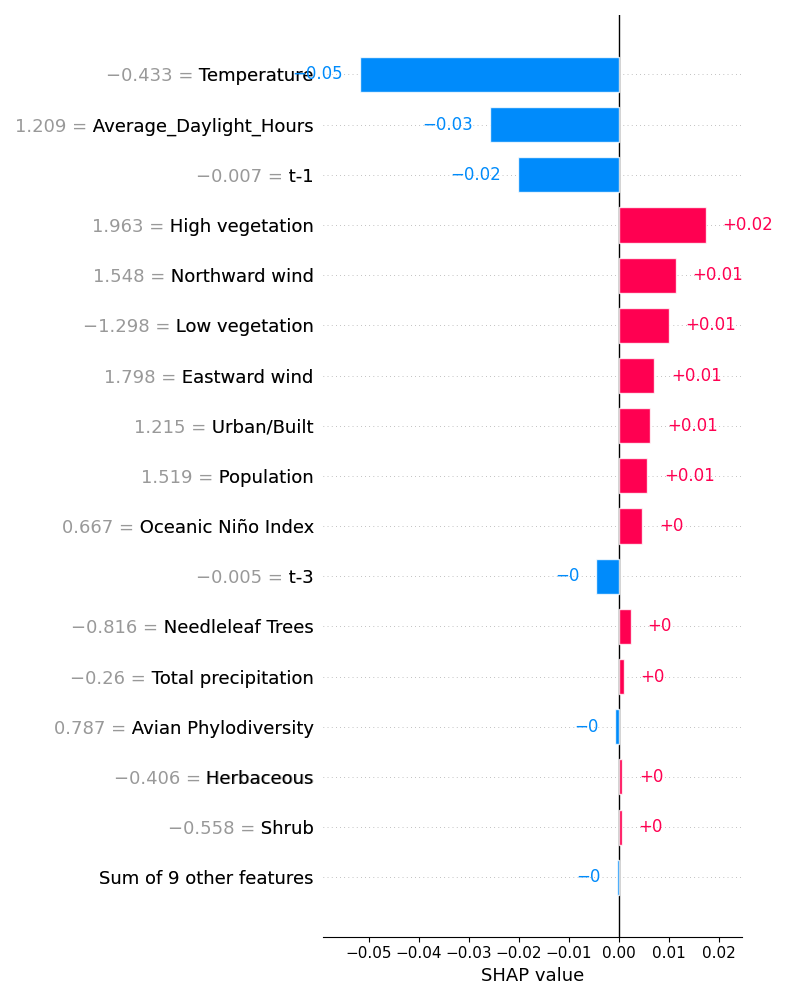 −0.433 = Temperature −0.05
1.209 = Average_Daylight_Hours −0.03
−0.007 = t-1 −0.02
1.963 = High vegetation +0.02
1.548 = Northward wind +0.01
−1.298 = Low vegetation +0.01
1.798 = Eastward wind +0.01
1.215 = Urban/Built +0.01
1.519 = Population +0.01
0.667 = Oceanic Niño Index +0
−0.005 = t-3 −0
−0.816 = Needleleaf Trees +0
−0.26 = Total precipitation +0
0.787 = Avian Phylodiversity −0
−0.406 = Herbaceous +0
−0.558 = Shrub +0
Sum of 9 other features −0
−0.05 −0.04 −0.03 −0.02 −0.01 0.00 0.01 0.02
SHAP value